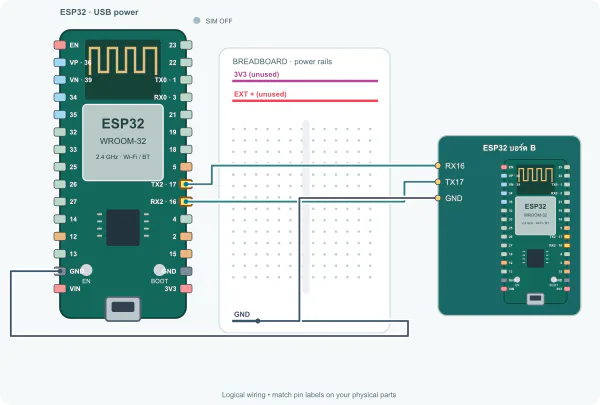 ESP32 · USB power
SIM OFF
EN
VP · 36
VN · 39
34
35
32
33
25
26
27
14
12
13
GND
VIN
23
22
TX0 · 1
RX0 · 3
21
19
18
5
TX2 · 17
RX2 · 16
4
2
15
GND
3V3
ESP32
WROOM-32
2.4 GHz · Wi-Fi / BT
EN
BOOT
BREADBOARD · power rails
3V3 (unused)
EXT + (unused)
GND
ESP32 บอร์ด B
RX16
TX17
GND
ESP32
WROOM-32
Logical wiring • match pin labels on your physical parts